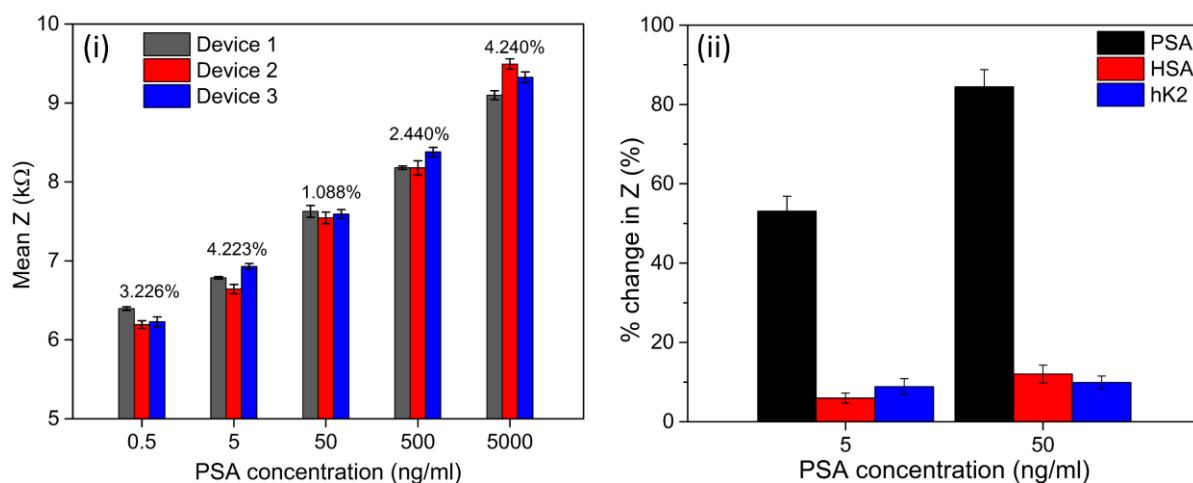 (i)
Device 1
Device 2
Device 3
3.226%
4.223%
1.088%
2.440%
4.240%
Mean Z (kΩ)
10
9
8
7
6
5
0.5 5 50 500 5000
PSA concentration (ng/ml)
(ii)
PSA
HSA
hK2
% change in Z (%)
100
80
60
40
20
0
5 50
PSA concentration (ng/ml)